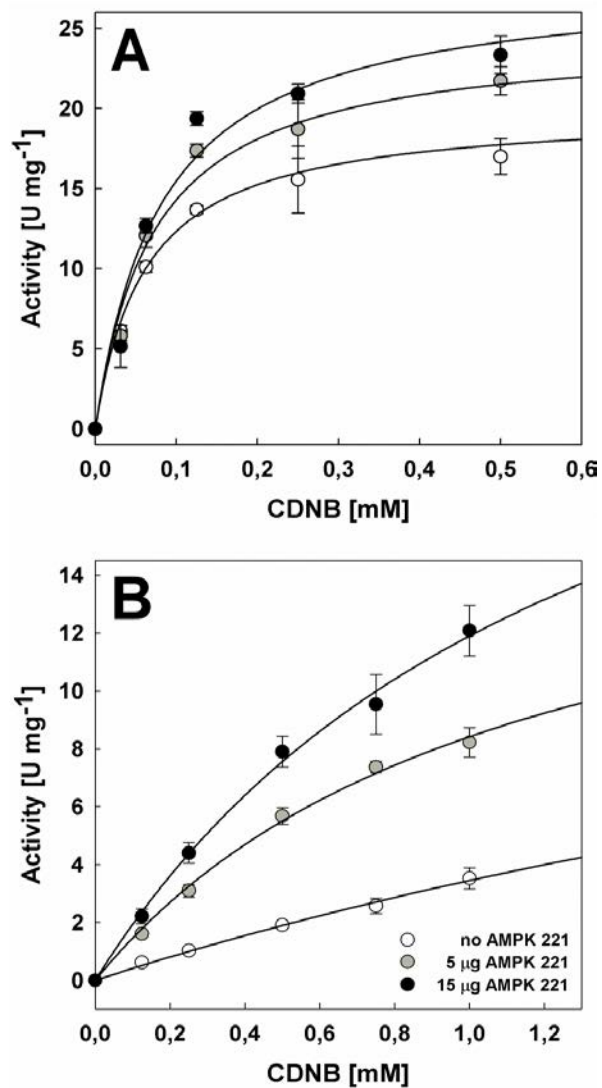 A
25
20
15
10
5
0
Activity [U mg-1]
0,0 0,1 0,2 0,3 0,4 0,5 0,6
CDNB [mM]
B
14
12
10
8
6
4
2
0
Activity [U mg-1]
no AMPK 221
5 µg AMPK 221
15 µg AMPK 221
0,0 0,2 0,4 0,6 0,8 1,0 1,2
CDNB [mM]